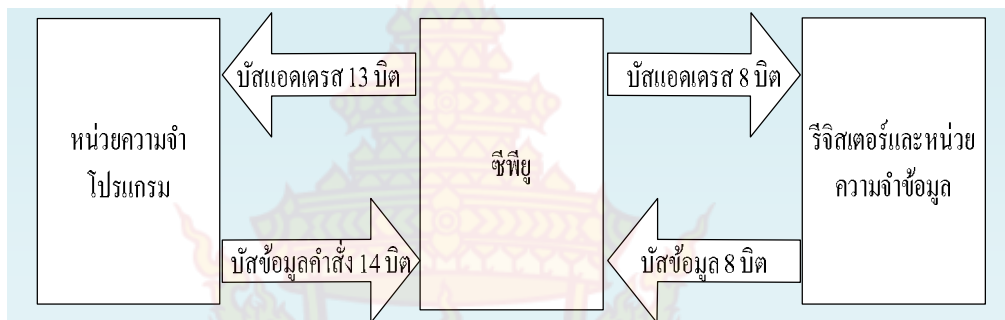 บัสแอดเดรส 13 บิต
บัสแอดเดรส 8 บิต
หน่วยความจำ
โปรแกรม
ซีพียู
รีจิสเตอร์และหน่วย
ความจำข้อมูล
บัสข้อมูลคำสั่ง 14 บิต
บัสข้อมูล 8 บิต